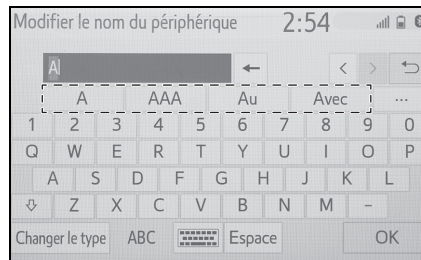 Modifier le nom du périphérique 2:54
A
A AAA Au Avec ...
1 2 3 4 5 6 7 8 9 0
Q W E R T Y U I O P
A S D F G H J K L
Z X C V B N M -
Changer le type ABC Espace OK